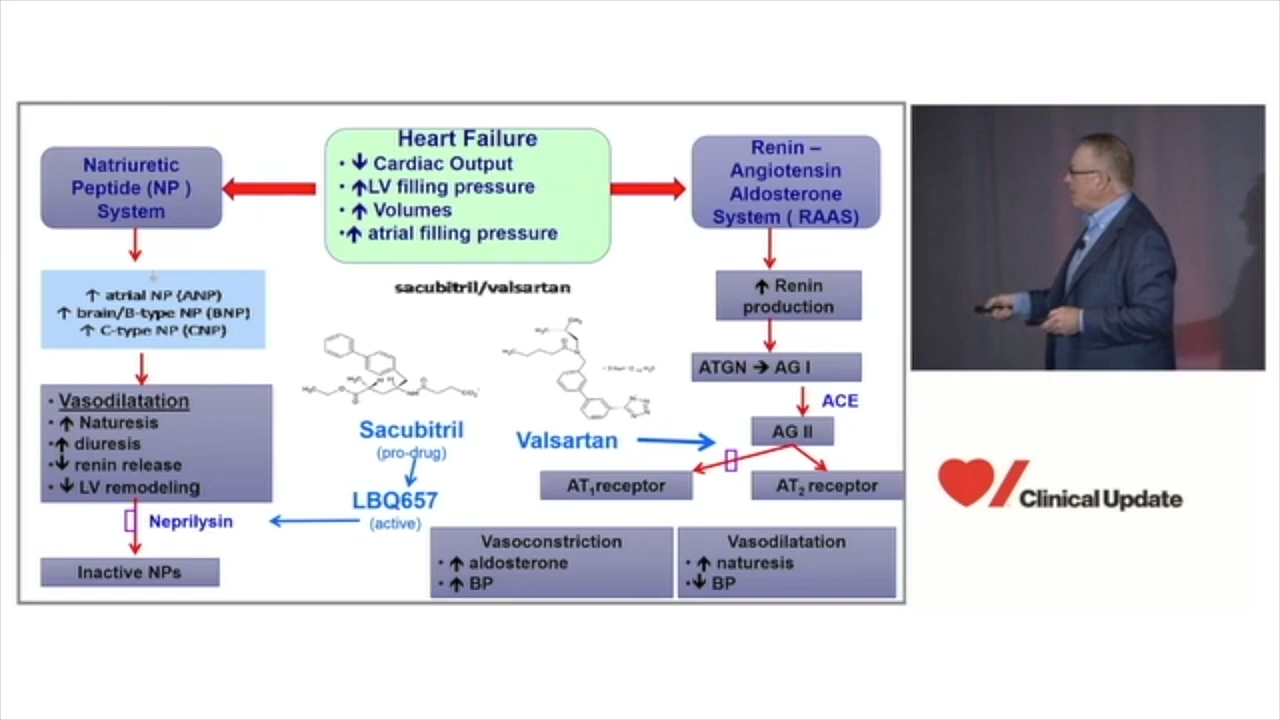 Heart Failure
• ↓ Cardiac Output
• ↑LV filling pressure
• ↑ Volumes
•↑ atrial filling pressure
Natriuretic
Peptide (NP )
System
Renin –
Angiotensin
Aldosterone
System ( RAAS)
↑ atrial NP (ANP)
↑ brain/B-type NP (BNP)
↑ C-type NP (CNP)
sacubitril/valsartan
↑ Renin
production
ATGN → AG I
ACE
AG II
• Vasodilatation
• ↑ Naturesis
•↑ diuresis
•↓ renin release
• ↓ LV remodeling
Sacubitril
(pro-drug)
Valsartan
AT₁receptor
AT₂ receptor
LBQ657
(active)
Neprilysin
Inactive NPs
Vasoconstriction
• ↑ aldosterone
• ↑ BP
Vasodilatation
• ↑ naturesis
•↓ BP
Clinical Update